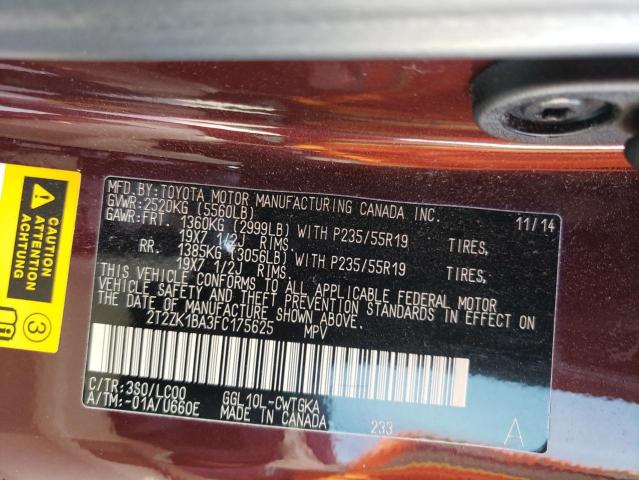 CAUTION
ATTENTION
3
MFD.BY:TOYOTA MOTOR MANUFACTURING CANADA INC.
GVWR:2520KG (5560LB) 11/14
GAWR:FRT. 1360KG (2999LB) WITH P235/55R19 TIRES,
19X7 1/2J RIMS.
RR. 1385KG (3056LB) WITH P235/55R19 TIRES,
19X7 1/2J RIMS.
THIS VEHICLE CONFORMS TO ALL APPLICABLE FEDERAL MOTOR
VEHICLE SAFETY AND BUMPER STANDARDS IN EFFECT ON
THE DATE OF MANUFACTURE SHOWN ABOVE.
2T2ZK1BA3FC175625 MPV
C/TR:3S0/LC00 GGL10L-CWTGKA
A/TM:-01A/U660E MADE IN CANADA 233 A